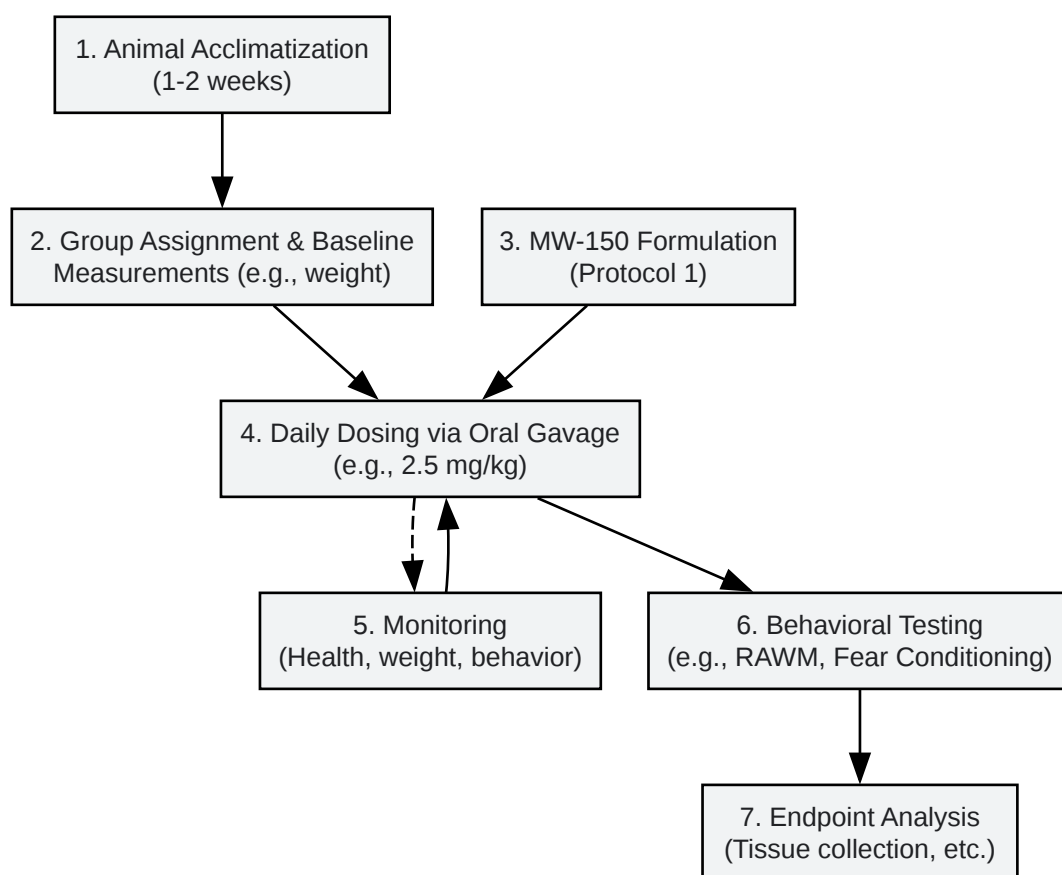 1. Animal Acclimatization
(1-2 weeks)
2. Group Assignment & Baseline
Measurements (e.g., weight)
3. MW-150 Formulation
(Protocol 1)
4. Daily Dosing via Oral Gavage
(e.g., 2.5 mg/kg)
5. Monitoring
(Health, weight, behavior)
6. Behavioral Testing
(e.g., RAWM, Fear Conditioning)
7. Endpoint Analysis
(Tissue collection, etc.)